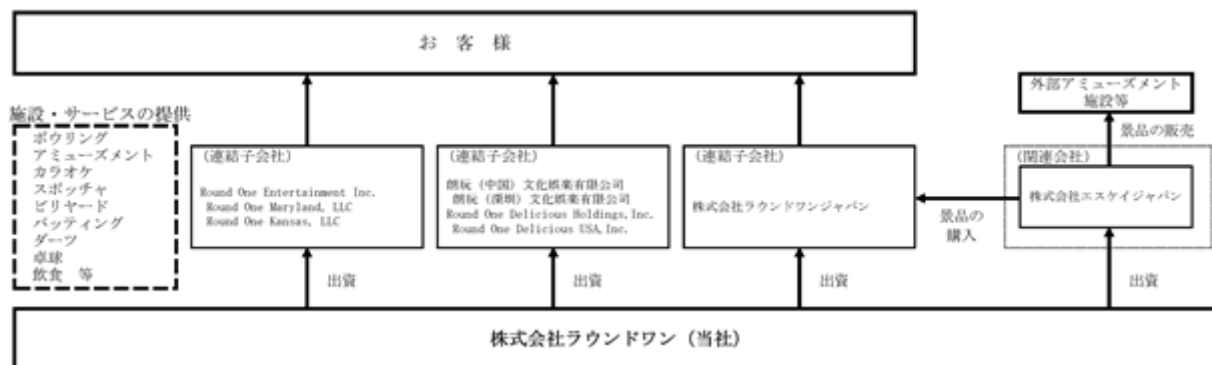 お 客 様
施設・サービスの提供
ボウリング
アミューズメント
カラオケ
スポッチャ
ビリヤード
バッティング
ダーツ
卓球
飲食 等
(連結子会社)
Round One Entertainment Inc.
Round One Maryland, LLC
Round One Kansas, LLC
(連結子会社)
朗玩（中国）文化娯楽有限公司
朗玩（深圳）文化娯楽有限公司
Round One Delicious Holdings,Inc.
Round One Delicious USA,Inc.
(連結子会社)
株式会社ラウンドワンジャパン
外部アミューズメント
施設等
景品の販売
(関連会社)
株式会社エスケイジャパン
景品の
購入
出資
出資
出資
出資
株式会社ラウンドワン（当社）